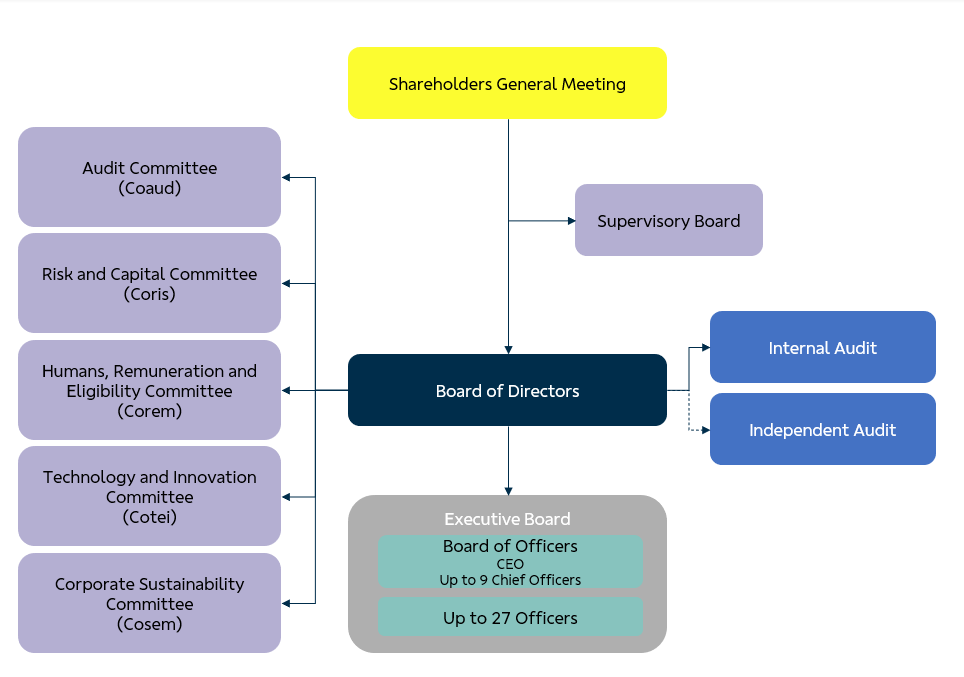 Shareholders General Meeting
Audit Committee
(Coaud)
Supervisory Board
Risk and Capital Committee
(Coris)
Internal Audit
Humans, Remuneration and
Eligibility Committee
(Corem)
Board of Directors
Independent Audit
Technology and Innovation
Committee
(Cotei)
Executive Board
Board of Officers
CEO
Up to 9 Chief Officers
Up to 27 Officers
Corporate Sustainability
Committee
(Cosem)